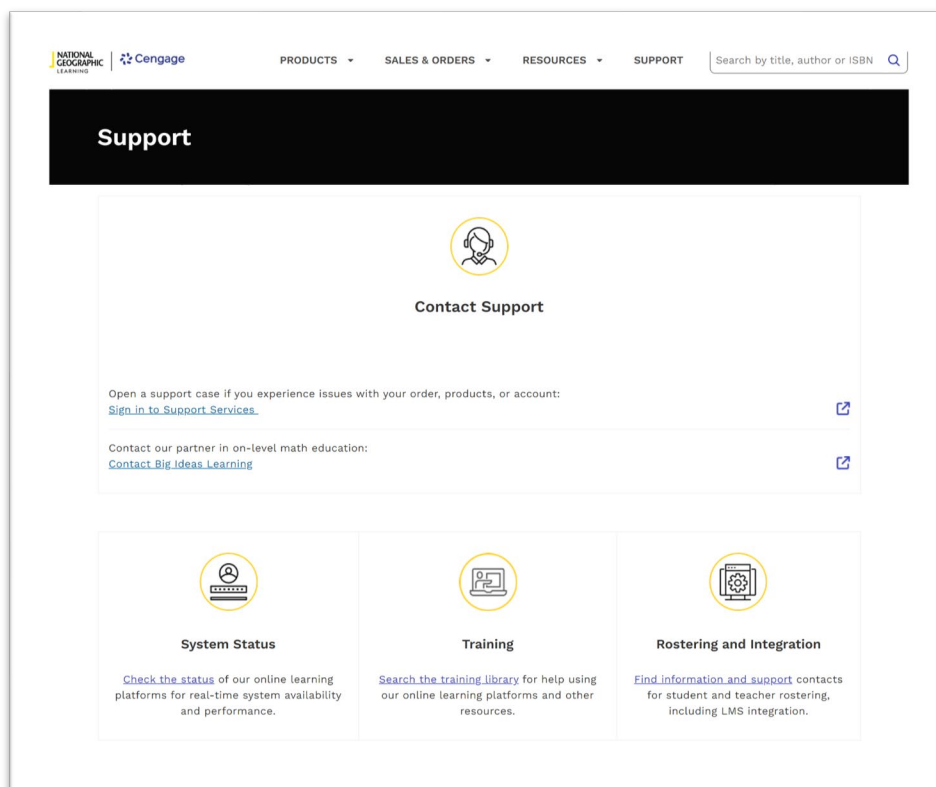 NATIONAL
GEOGRAPHIC
LEARNING
Cengage
PRODUCTS
SALES & ORDERS
RESOURCES
SUPPORT
Search by title, author or ISBN
Support
Contact Support
Open a support case if you experience issues with your order, products, or account:
Sign in to Support Services
Contact our partner in on-level math education:
Contact Big Ideas Learning
System Status
Check the status of our online learning
platforms for real-time system availability
and performance.
Training
Search the training library for help using
our online learning platforms and other
resources.
Rostering and Integration
Find information and support contacts
for student and teacher rostering,
including LMS integration.